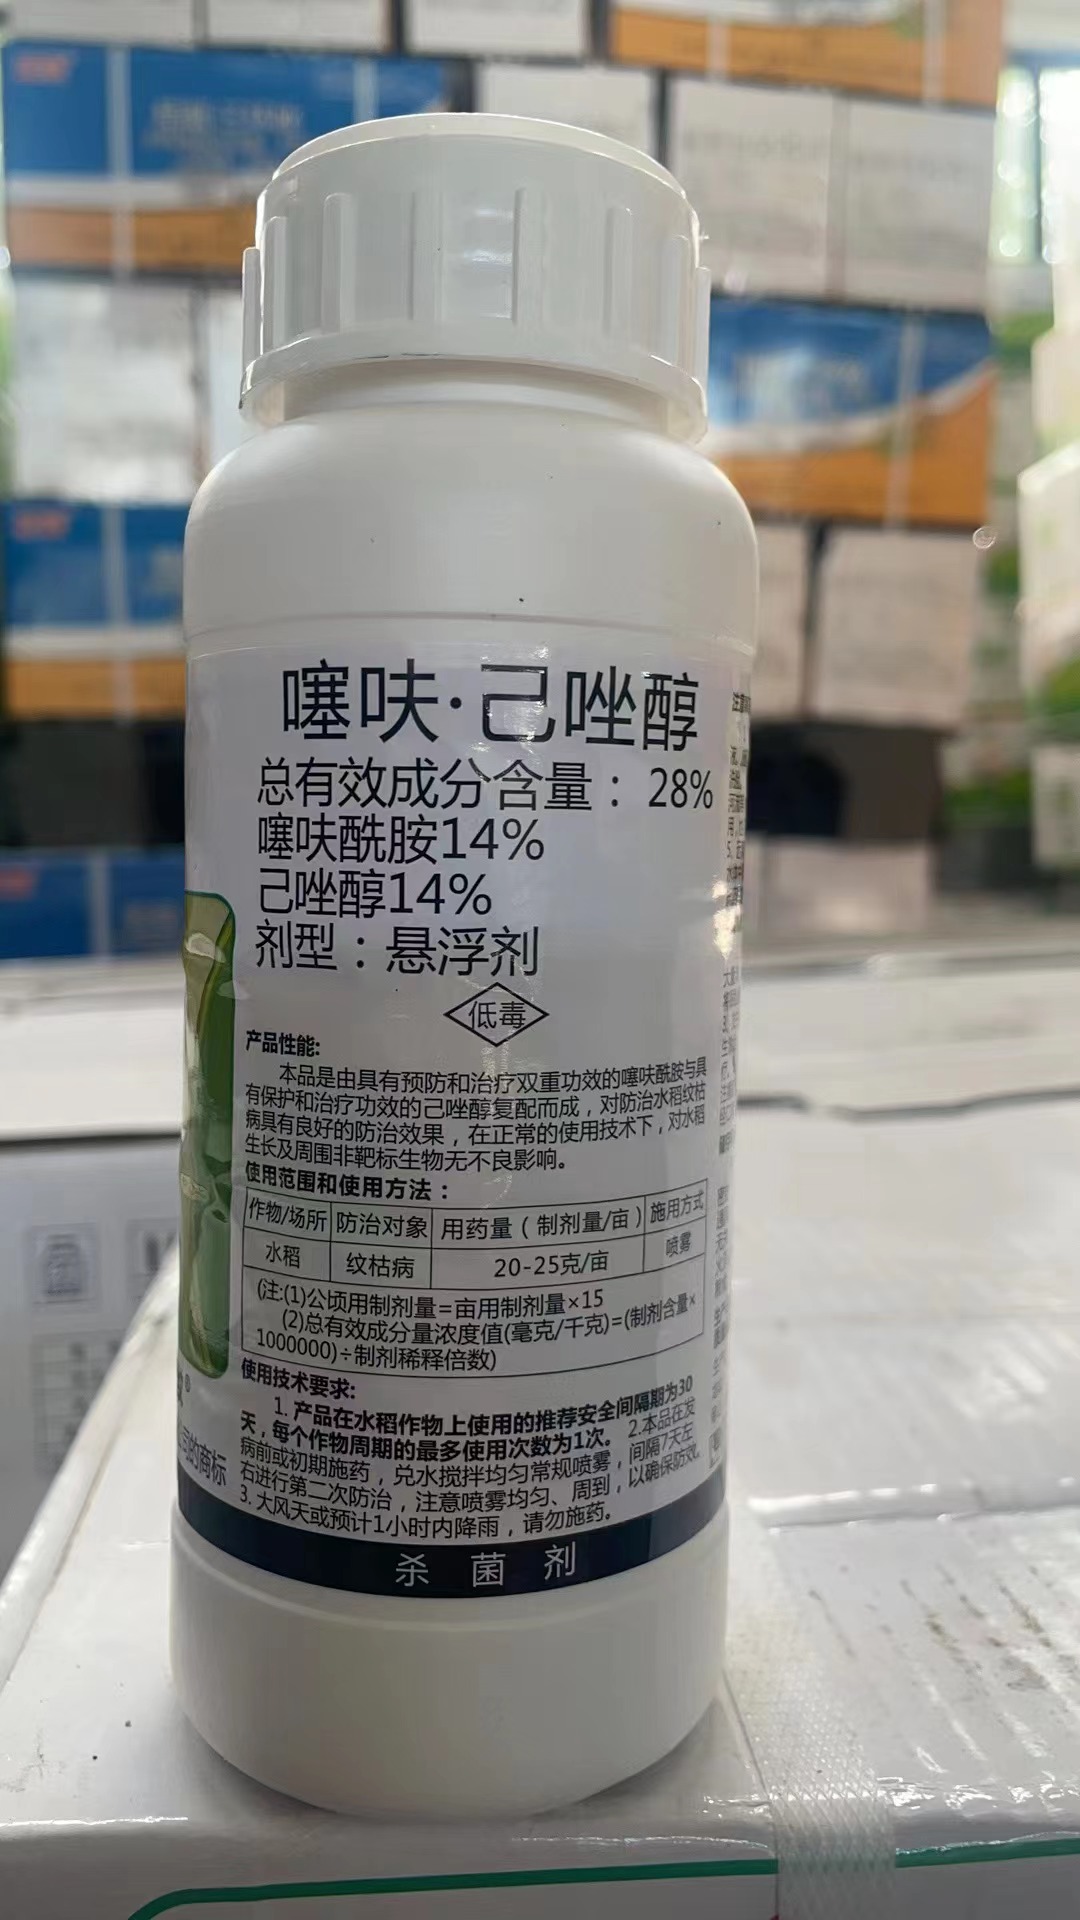 噻呋·己唑醇
总有效成分含量：28%
噻呋酰胺14%
己唑醇14%
剂型：悬浮剂
低毒
产品性能:
本品是由具有预防和治疗双重功效的噻呋酰胺与具
有保护和治疗功效的己唑醇复配而成，对防治水稻纹枯
病具有良好的防治效果，在正常的使用技术下，对水稻
生长及周围非靶标生物无不良影响。
使用范围和使用方法：
作物/场所 防治对象 用药量（制剂量/亩） 施用方式
水稻 纹枯病 20-25克/亩 喷雾
(注:(1)公顷用制剂量=亩用制剂量×15
(2)总有效成分量浓度值(毫克/千克)=(制剂含量×
1000000)÷制剂稀释倍数)
使用技术要求:
1. 产品在水稻作物上使用的推荐安全间隔期为30
天，每个作物周期的最多使用次数为1次。2.本品在发
病前或初期施药，兑水搅拌均匀常规喷雾，间隔7天左
右进行第二次防治，注意喷雾均匀、周到，以确保防效。
3. 大风天或预计1小时内降雨，请勿施药。
的商标
杀菌剂